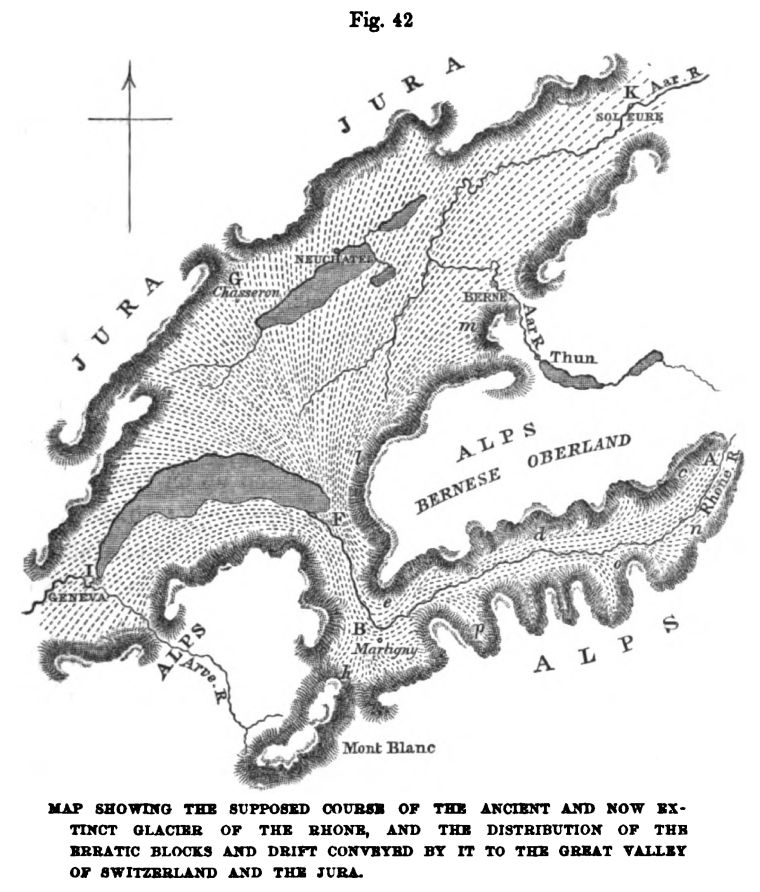 Fig. 42
JURA
K
Aar. R
SOLEURE
NEUCHATEL
G
Chasseron
JURA
BERNE
m
Aar R.
Thun
ALPS
BERNESE OBERLAND
l
A
c
Rhone R
n
d
F
o
e
I
GENEVA
B
Martigny
p
ALPS
ALPS
Arve. R
h
Mont Blanc
MAP SHOWING THE SUPPOSED COURSE OF THE ANCIENT AND NOW EX-
TINCT GLACIER OF THE RHONE, AND THE DISTRIBUTION OF THE
ERRATIC BLOCKS AND DRIFT CONVEYED BY IT TO THE GREAT VALLEY
OF SWITZERLAND AND THE JURA.